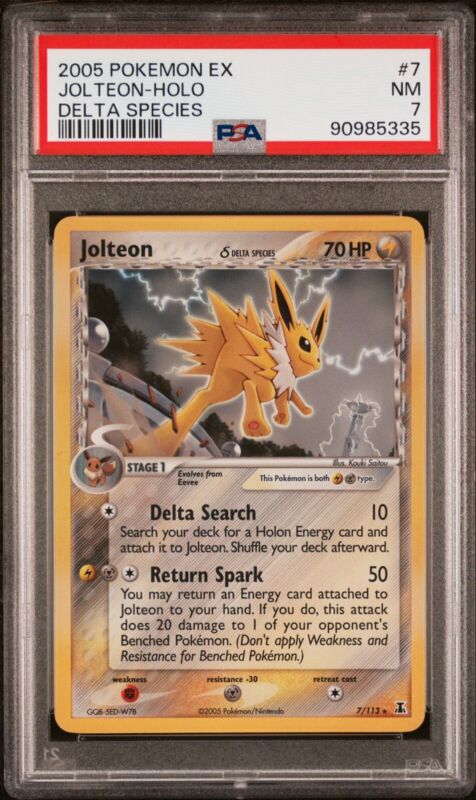 2005 POKEMON EX #7
JOLTEON-HOLO NM
DELTA SPECIES 7
PSA 90985335
Jolteon δ DELTA SPECIES 70 HP
Illus. Kouki Saitou
STAGE 1 Evolves from
Eevee
This Pokémon is both type.
Delta Search 10
Search your deck for a Holon Energy card and
attach it to Jolteon. Shuffle your deck afterward.
Return Spark 50
You may return an Energy card attached to
Jolteon to your hand. If you do, this attack
does 20 damage to 1 of your opponent's
Benched Pokémon. (Don't apply Weakness and
Resistance for Benched Pokémon.)
weakness resistance -30 retreat cost
GQB-5ED-W7B ©2005 Pokémon/Nintendo 7/113 ★
PSA